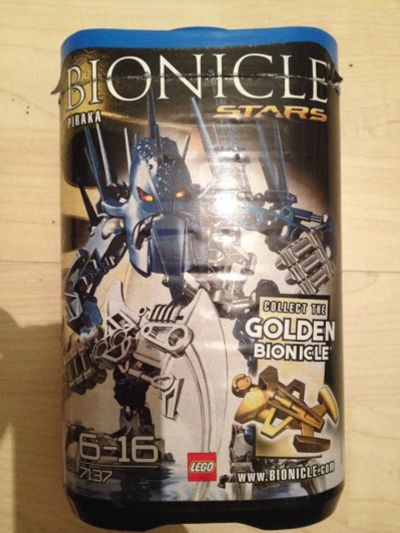 BIONICLE
STARS
PIRAKA
COLLECT THE
GOLDEN
BIONICLE
6-16
7137
LEGO
www.BIONICLE.com